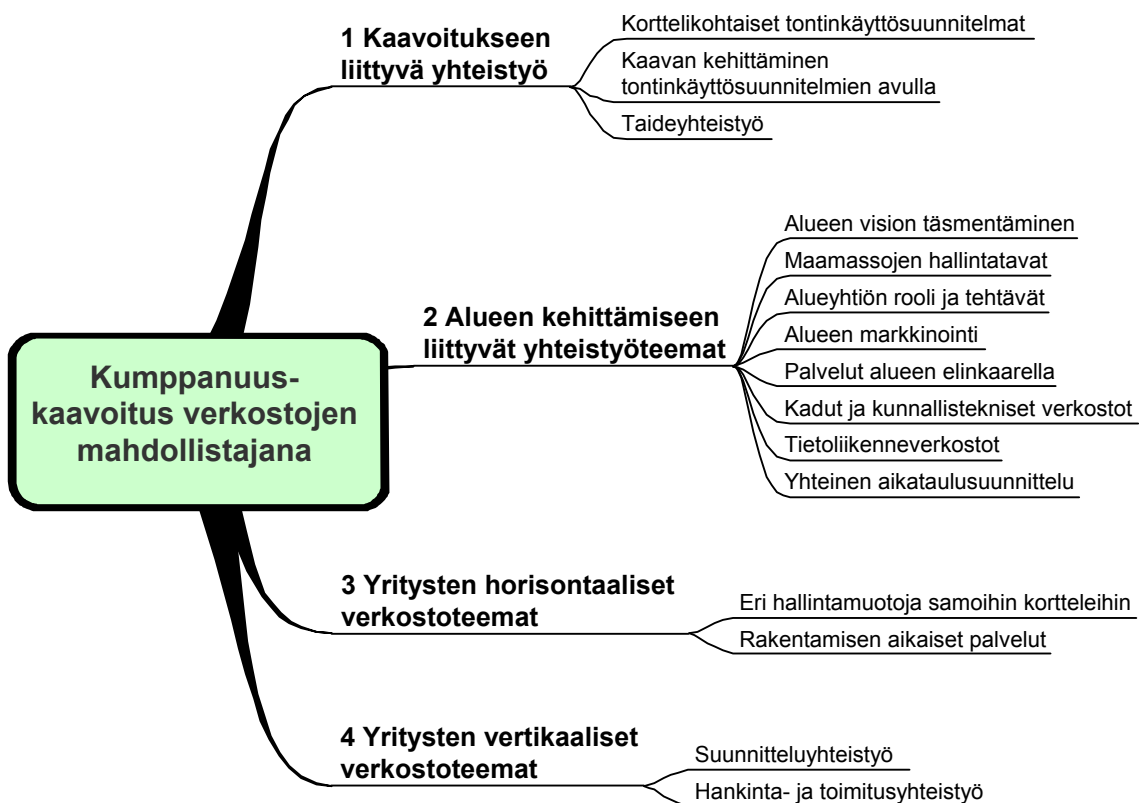 Kumppanuus-
kaavoitus verkostojen
mahdollistajana
1 Kaavoitukseen
liittyvä yhteistyö
Korttelikohtaiset tontinkäyttösuunnitelmat
Kaavan kehittäminen
tontinkäyttösuunnitelmien avulla
Taideyhteistyö
2 Alueen kehittämiseen
liittyvät yhteistyöteemat
Alueen vision täsmentäminen
Maamassojen hallintatavat
Alueyhtiön rooli ja tehtävät
Alueen markkinointi
Palvelut alueen elinkaarella
Kadut ja kunnallistekniset verkostot
Tietoliikenneverkostot
Yhteinen aikataulusuunnittelu
3 Yritysten horisontaaliset
verkostoteemat
Eri hallintamuotoja samoihin kortteleihin
Rakentamisen aikaiset palvelut
4 Yritysten vertikaaliset
verkostoteemat
Suunnitteluyhteistyö
Hankinta- ja toimitusyhteistyö